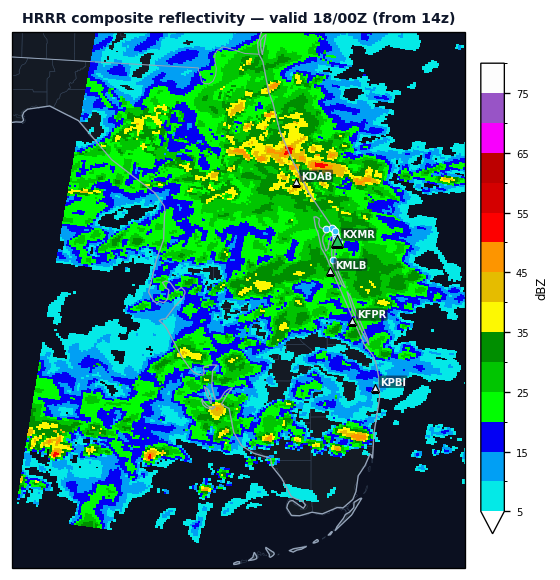 HRRR composite reflectivity — valid 18/00Z (from 14z)
KDAB
KXMR
KMLB
KFPR
KPBI
75
65
55
45
35
25
15
5
dBZ